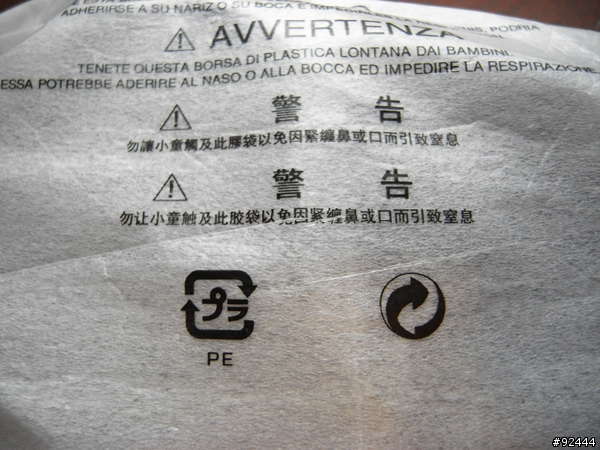 ADHERIRSE A SU NARIZ O SU BOCA E IMPEDIR PODRIA
AVVERTENZA
TENETE QUESTA BORSA DI PLASTICA LONTANA DAI BAMBINI.
ESSA POTREBBE ADERIRE AL NASO O ALLA BOCCA ED IMPEDIRE LA RESPIRAZIONE.
警 告
勿讓小童觸及此膠袋以免因緊纏鼻或口而引致窒息
警 告
勿让小童触及此胶袋以免因紧缠鼻或口而引致窒息
プラ
PE
#92444